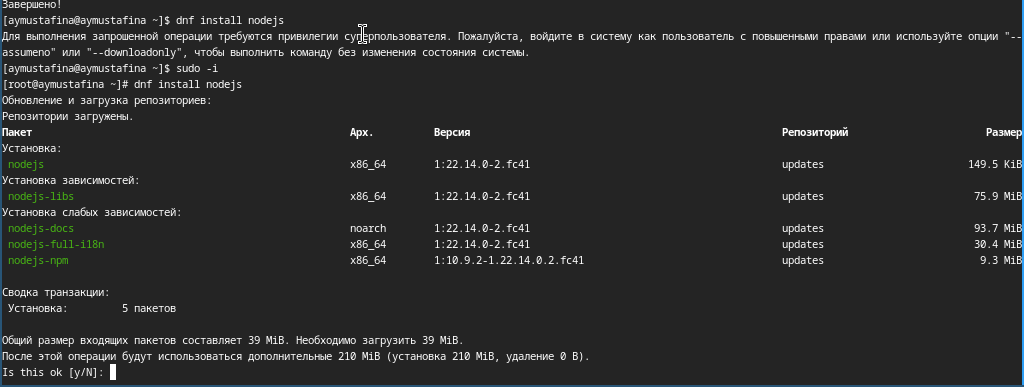 Завершено!
[aymustafina@aymustafina ~]$ dnf install nodejs
Для выполнения запрошенной операции требуются привилегии суперпользователя. Пожалуйста, войдите в систему как пользователь с повышенными правами или используйте опции "--
assumeno" или "--downloadonly", чтобы выполнить команду без изменения состояния системы.
[aymustafina@aymustafina ~]$ sudo -i
[root@aymustafina ~]# dnf install nodejs
Обновление и загрузка репозиториев:
Репозитории загружены.
Пакет Арх. Версия Репозиторий Размер
Установка:
nodejs x86_64 1:22.14.0-2.fc41 updates 149.5 KiB
Установка зависимостей:
nodejs-libs x86_64 1:22.14.0-2.fc41 updates 75.9 MiB
Установка слабых зависимостей:
nodejs-docs noarch 1:22.14.0-2.fc41 updates 93.7 MiB
nodejs-full-i18n x86_64 1:22.14.0-2.fc41 updates 30.4 MiB
nodejs-npm x86_64 1:10.9.2-1.22.14.0.2.fc41 updates 9.3 MiB
Сводка транзакции:
Установка: 5 пакетов
Общий размер входящих пакетов составляет 39 MiB. Необходимо загрузить 39 MiB.
После этой операции будут использоваться дополнительные 210 MiB (установка 210 MiB, удаление 0 B).
Is this ok [y/N]: